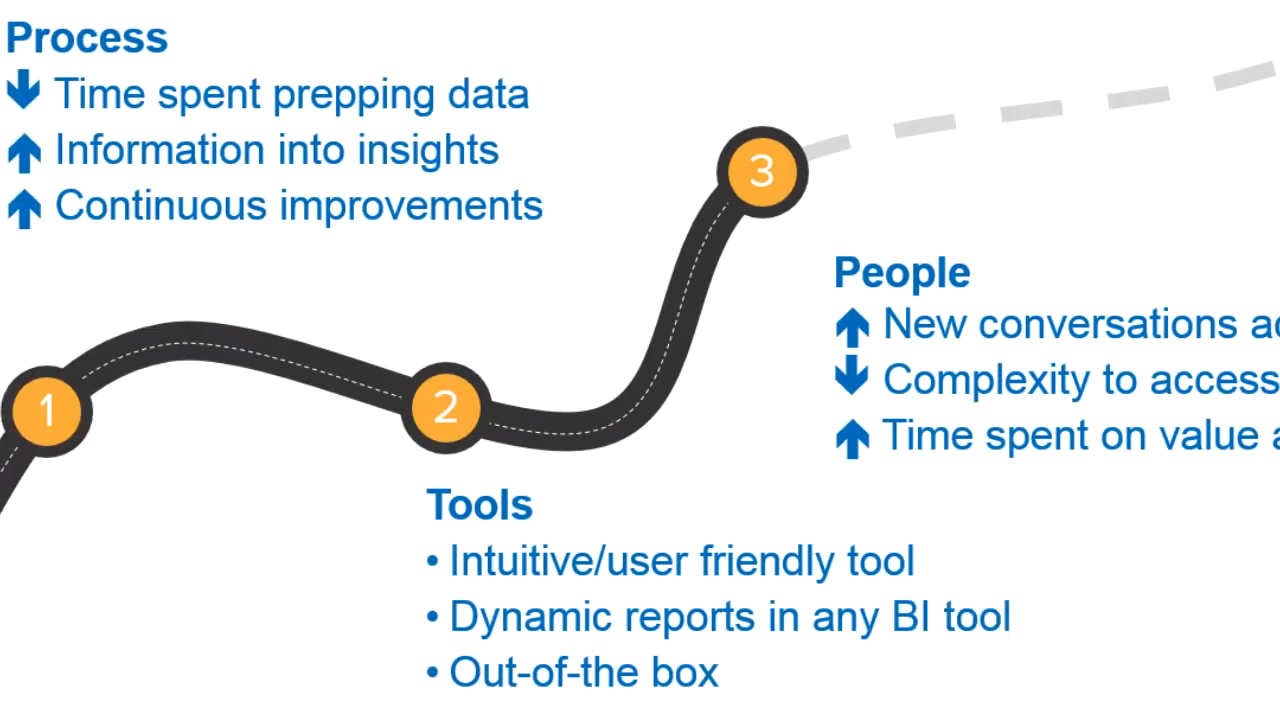 Process
Time spent prepping data
Information into insights
Continuous improvements
1
2
3
People
New conversations
Complexity to access
Time spent on value
Tools
• Intuitive/user friendly tool
• Dynamic reports in any BI tool
• Out-of-the box